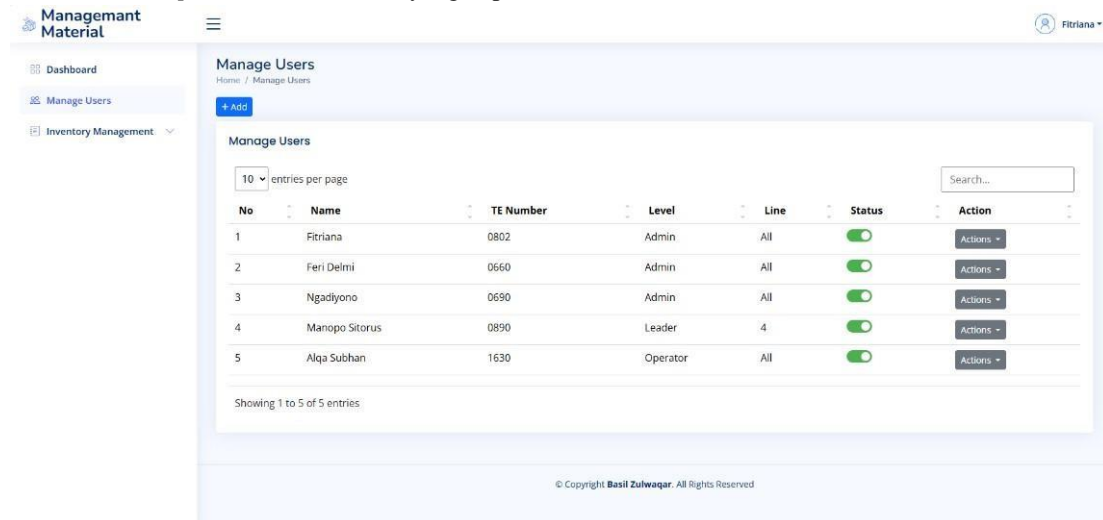 Managemant
Material
Fitriana
Dashboard
Manage Users
Inventory Management
Manage Users
Home / Manage Users
+ Add
Manage Users
10 entries per page
Search...
No Name TE Number Level Line Status Action
1 Fitriana 0802 Admin All Actions
2 Feri Delmi 0660 Admin All Actions
3 Ngadiyono 0690 Admin All Actions
4 Manopo Sitorus 0890 Leader 4 Actions
5 Alqa Subhan 1630 Operator All Actions
Showing 1 to 5 of 5 entries
© Copyright Basil Zulwaqar. All Rights Reserved